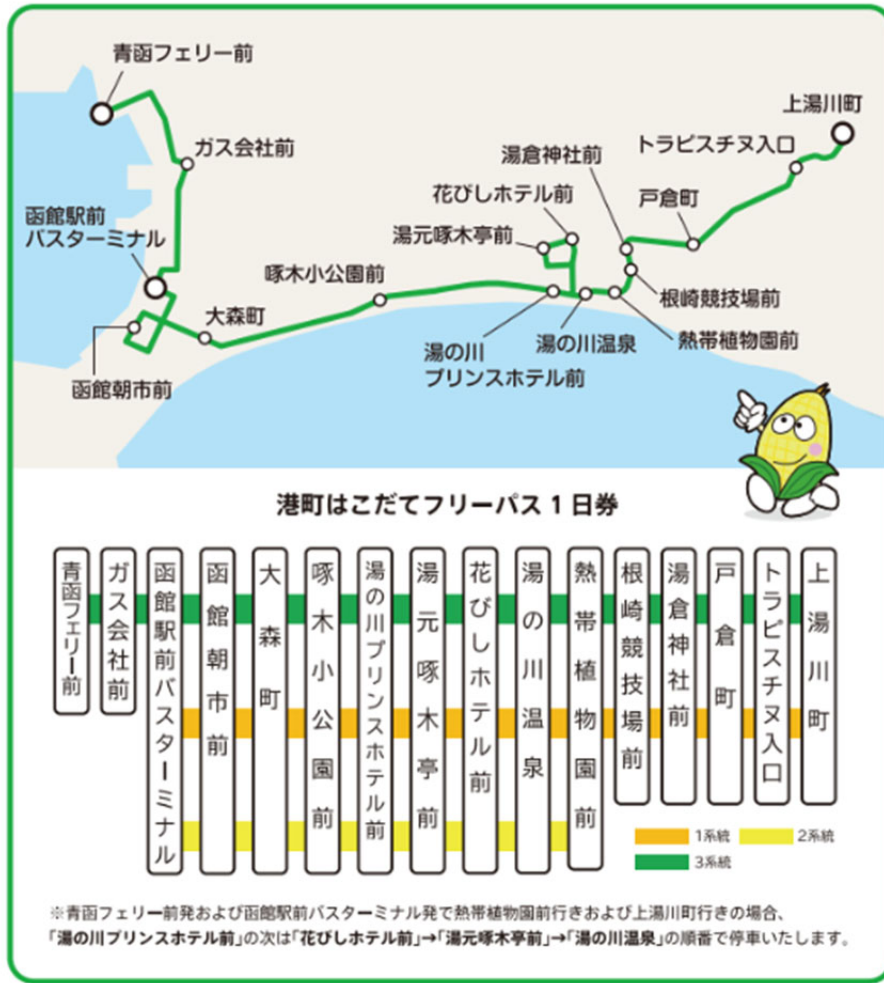 青函フェリー前
ガス会社前
函館駅前
バスターミナル
函館朝市前
大森町
啄木小公園前
湯元啄木亭前
花びしホテル前
湯倉神社前
トラピスチヌ入口
上湯川町
戸倉町
根崎競技場前
熱帯植物園前
湯の川温泉
湯の川
プリンスホテル前
港町はこだてフリーパス1日券
青函フェリー前
ガス会社前
函館駅前バスターミナル
函館朝市前
大森町
啄木小公園前
湯の川プリンスホテル前
湯元啄木亭前
花びしホテル前
湯の川温泉
熱帯植物園前
根崎競技場前
湯倉神社前
戸倉町
トラピスチヌ入口
上湯川町
1系統
2系統
3系統
※青函フェリー前発および函館駅前バスターミナル発で熱帯植物園前行きおよび上湯川町行きの場合、
「湯の川プリンスホテル前」の次は「花びしホテル前」→「湯元啄木亭前」→「湯の川温泉」の順番で停車いたします。